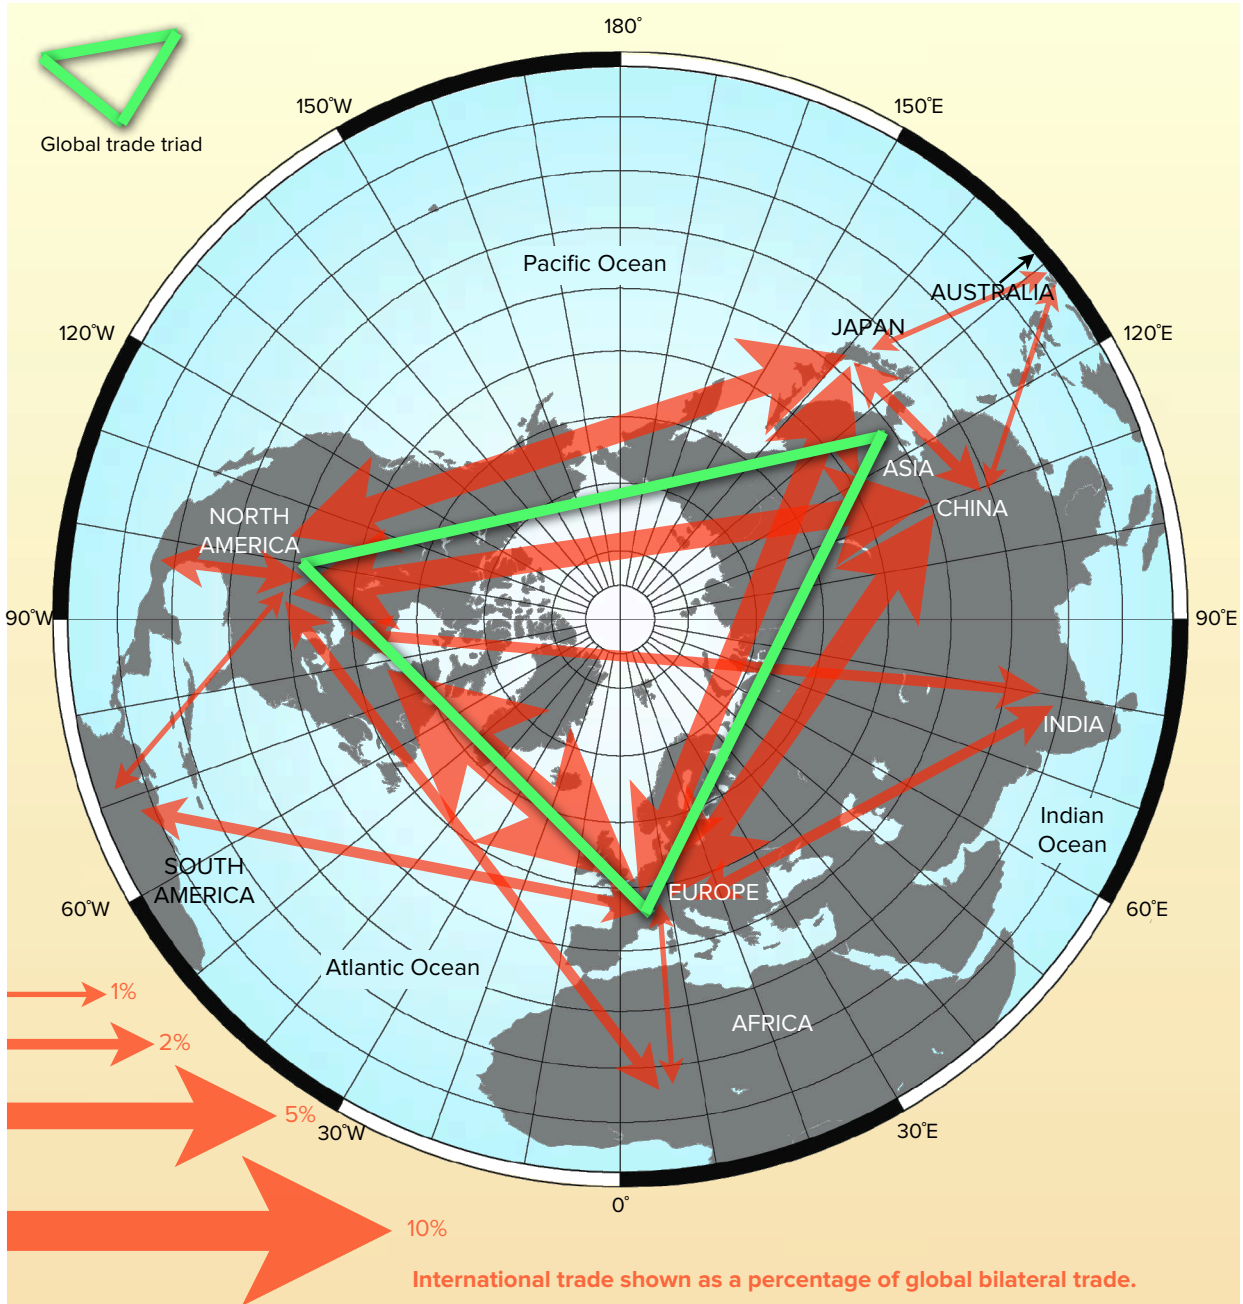 180°
150°W
150°E
Global trade triad
Pacific Ocean
AUSTRALIA
JAPAN
120°W
120°E
ASIA
NORTH
AMERICA
CHINA
90°W
90°E
INDIA
Indian
Ocean
SOUTH
AMERICA
EUROPE
60°W
60°E
Atlantic Ocean
1%
AFRICA
2%
5%
30°W
30°E
0°
10%
International trade shown as a percentage of global bilateral trade.